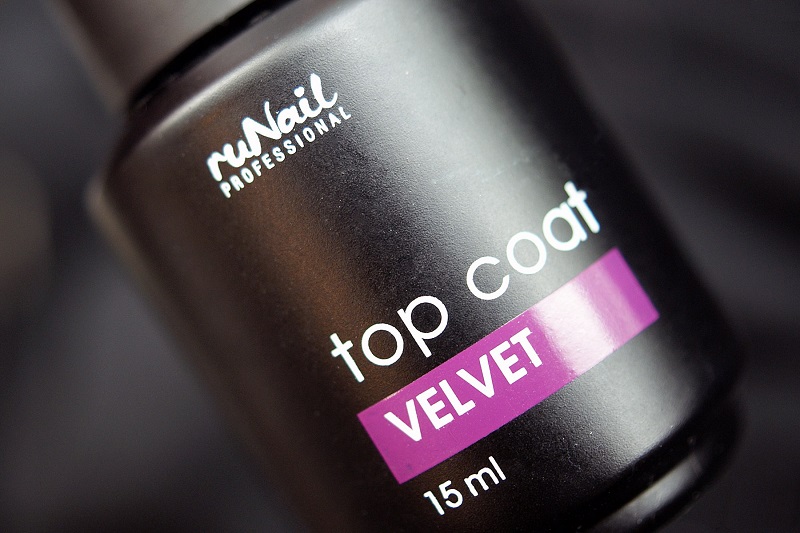 ruNail
PROFESSIONAL
top coat
VELVET
15 ml